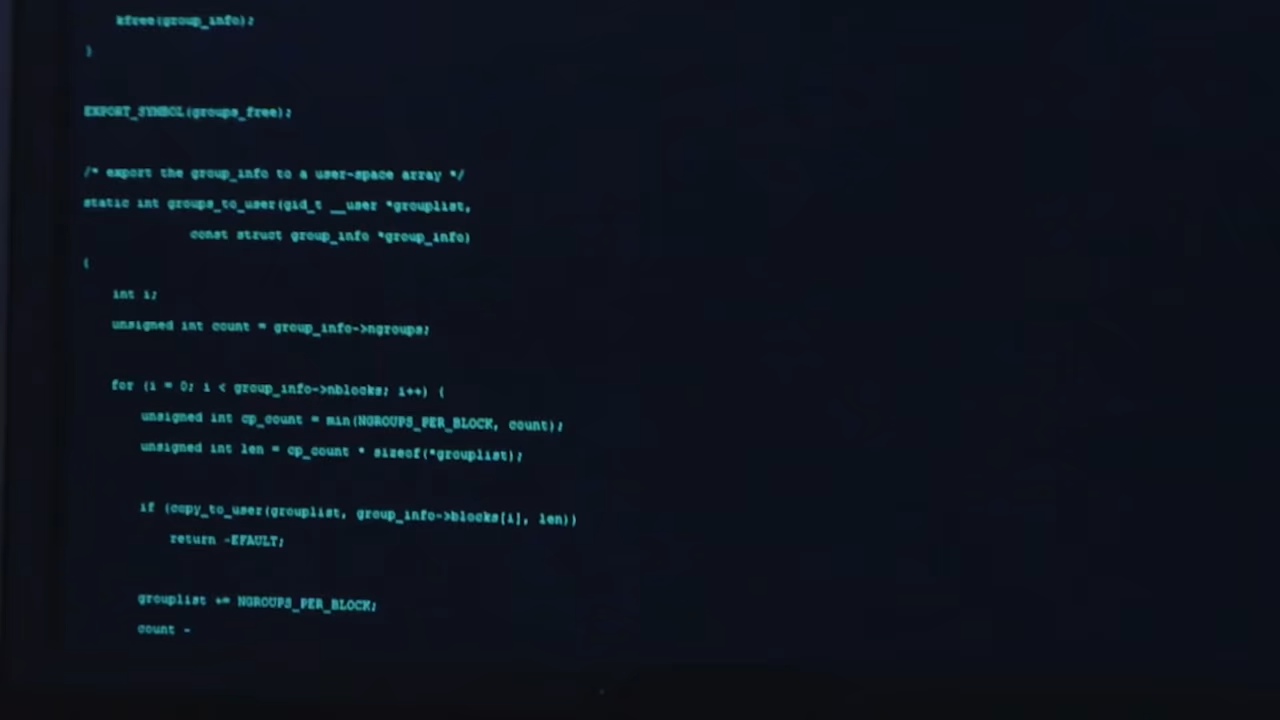 kfree(group_info);
}
EXPORT_SYMBOL(groups_free);
/* export the group_info to a user-space array */
static int groups_to_user(gid_t __user *grouplist,
const struct group_info *group_info)
{
int i;
unsigned int count = group_info->ngroups;
for (i = 0; i < group_info->nblocks; i++) {
unsigned int cp_count = min(NGROUPS_PER_BLOCK, count);
unsigned int len = cp_count * sizeof(*grouplist);
if (copy_to_user(grouplist, group_info->blocks[i], len))
return -EFAULT;
grouplist += NGROUPS_PER_BLOCK;
count -